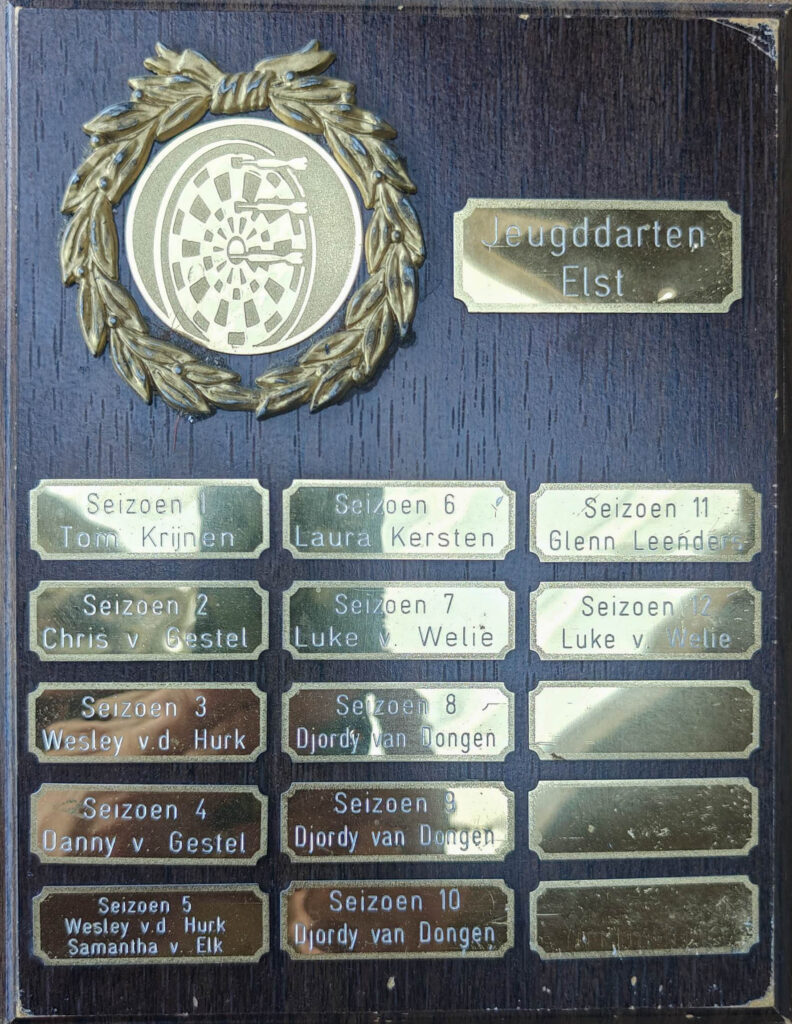 Jeugddarten
Elst
Seizoen 1
Tom Krijnen
Seizoen 2
Chris v. Gestel
Seizoen 3
Wesley v.d. Hurk
Seizoen 4
Danny v. Gestel
Seizoen 5
Wesley v.d. Hurk
Samantha v. Elk
Seizoen 6
Laura Kersten
Seizoen 7
Luke v. Welie
Seizoen 8
Djordy van Dongen
Seizoen 9
Djordy van Dongen
Seizoen 10
Djordy van Dongen
Seizoen 11
Glenn Leenders
Seizoen 12
Luke v. Welie